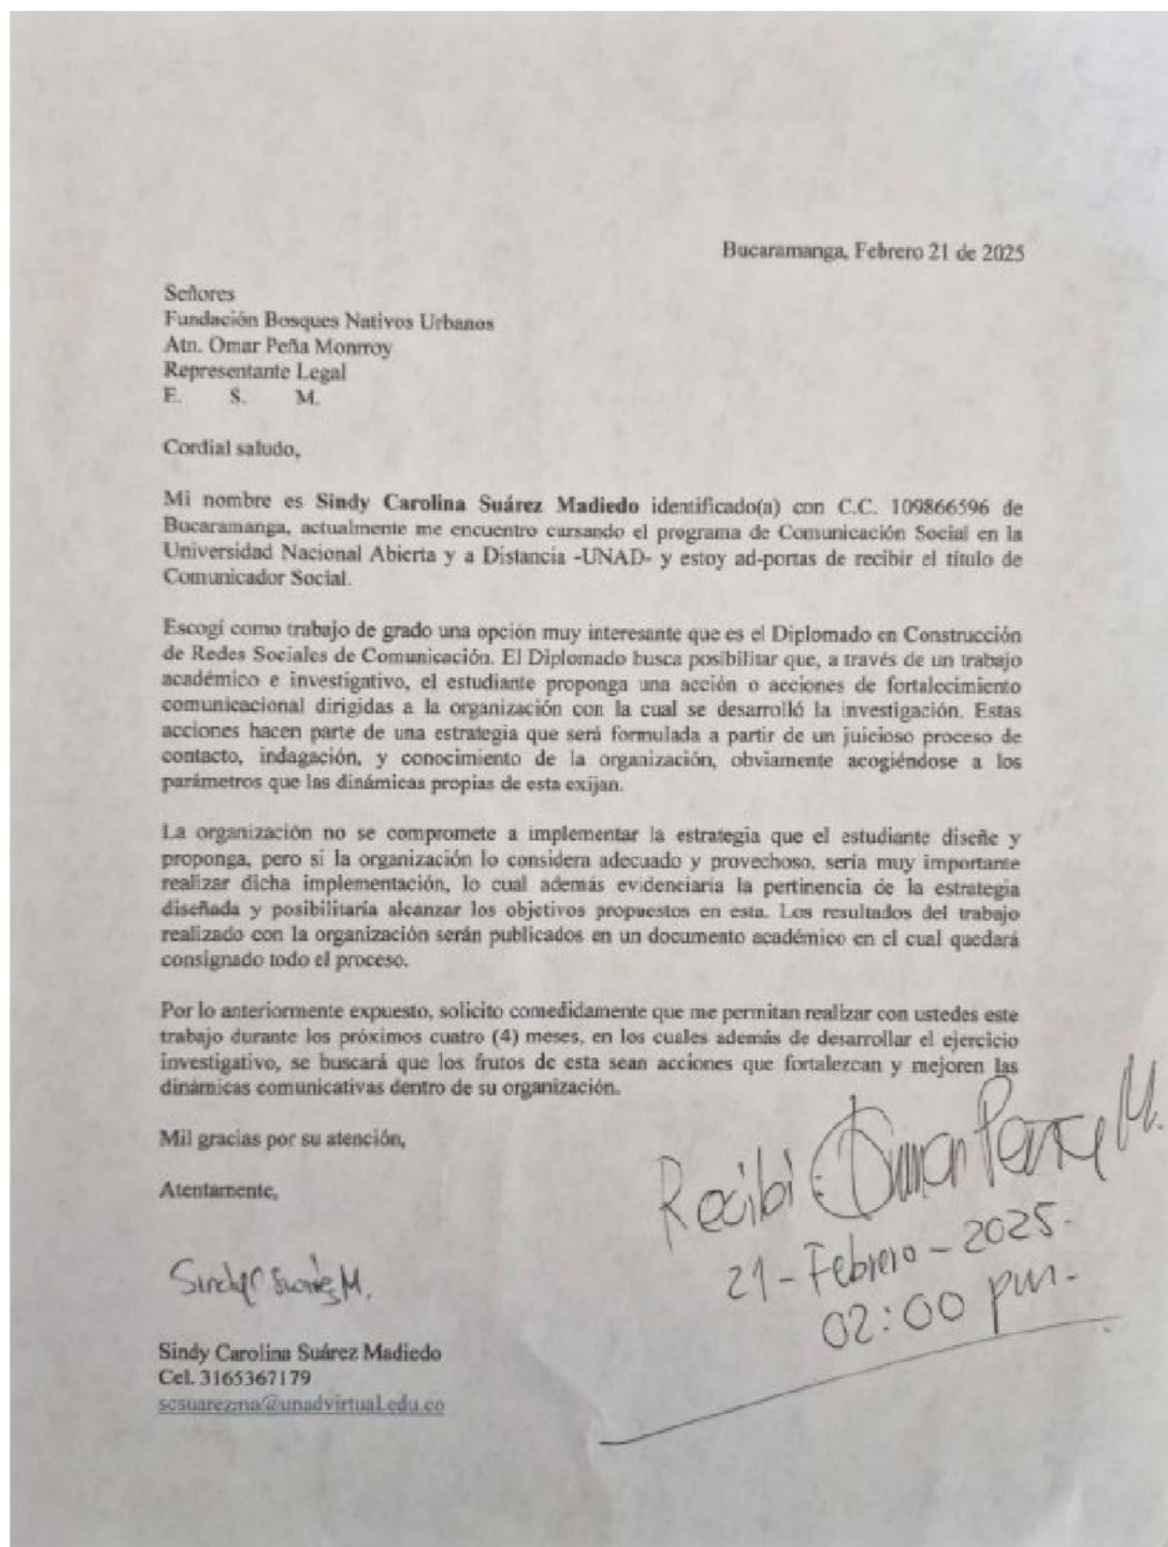 Bucaramanga, Febrero 21 de 2025
Señores
Fundación Bosques Nativos Urbanos
Atn. Omar Peña Monrroy
Representante Legal
E. S. M.
Cordial saludo,
Mi nombre es Sindy Carolina Suárez Madiedo identificado(a) con C.C. 109866596 de
Bucaramanga, actualmente me encuentro cursando el programa de Comunicación Social en la
Universidad Nacional Abierta y a Distancia -UNAD- y estoy ad-portas de recibir el título de
Comunicador Social.
Escogí como trabajo de grado una opción muy interesante que es el Diplomado en Construcción
de Redes Sociales de Comunicación. El Diplomado busca posibilitar que, a través de un trabajo
académico e investigativo, el estudiante proponga una acción o acciones de fortalecimiento
comunicacional dirigidas a la organización con la cual se desarrolló la investigación. Estas
acciones hacen parte de una estrategia que será formulada a partir de un juicioso proceso de
contacto, indagación, y conocimiento de la organización, obviamente acogiéndose a los
parámetros que las dinámicas propias de esta exijan.
La organización no se compromete a implementar la estrategia que el estudiante diseñe y
proponga, pero si la organización lo considera adecuado y provechoso, sería muy importante
realizar dicha implementación, lo cual además evidenciaría la pertinencia de la estrategia
diseñada y posibilitaría alcanzar los objetivos propuestos en esta. Los resultados del trabajo
realizado con la organización serán publicados en un documento académico en el cual quedará
consignado todo el proceso.
Por lo anteriormente expuesto, solicito comedidamente que me permitan realizar con ustedes este
trabajo durante los próximos cuatro (4) meses, en los cuales además de desarrollar el ejercicio
investigativo, se buscará que los frutos de esta sean acciones que fortalezcan y mejoren las
dinámicas comunicativas dentro de su organización.
Mil gracias por su atención,
Atentamente,
Recibi: Omar Peña M.
21-Febrero-2025.
02:00 pm.
Sindy C Suárez M.
Sindy Carolina Suárez Madiedo
Cel. 3165367179
scsuarezma@unadvirtual.edu.co